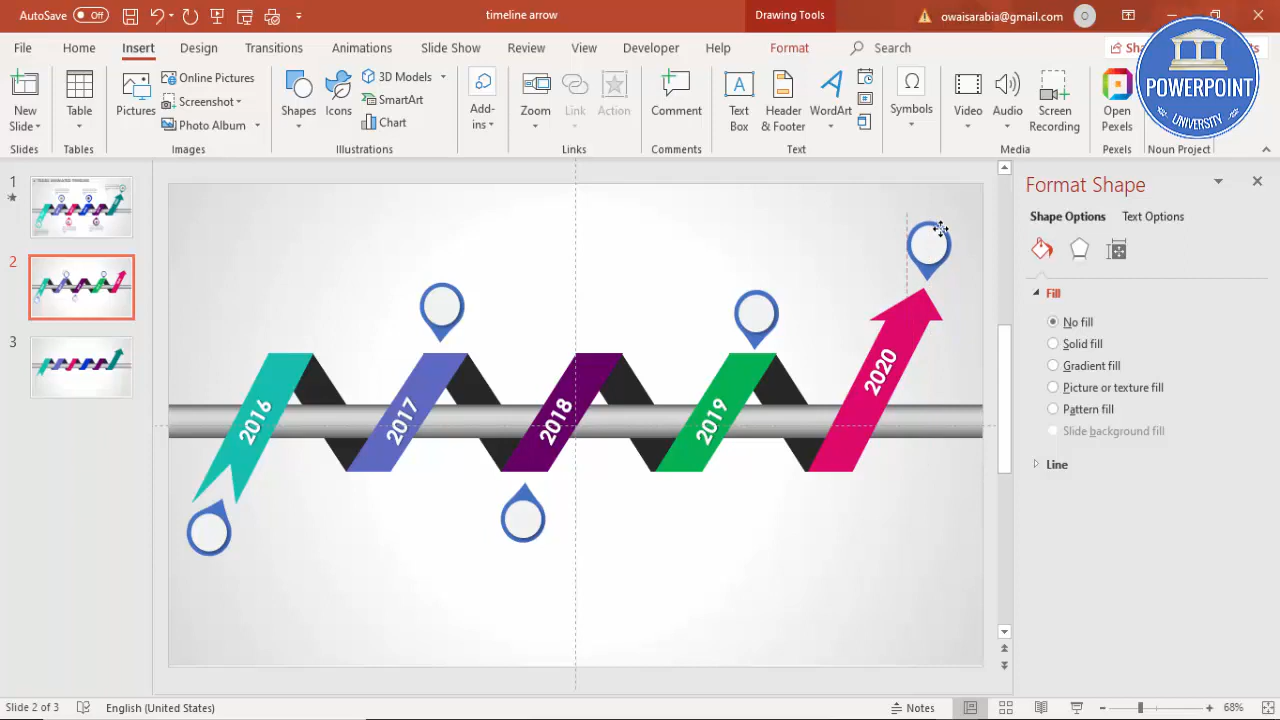 AutoSave Off
timeline arrow
Drawing Tools
owaisarabia@gmail.com
File Home Insert Design Transitions Animations Slide Show Review View Developer Help Format Search
POWERPOINT
UNIVERSITY
New Slide
Table
Pictures
Online Pictures
Screenshot
Photo Album
Shapes
Icons
3D Models
SmartArt
Chart
Add-ins
Zoom
Link
Action
Comment
Text Box
Header & Footer
WordArt
Symbols
Video
Audio
Screen Recording
Open Pexels
Slides Tables Images Illustrations Links Comments Text Media Pexels Noun Project
1
2
3
2016
2017
2018
2019
2020
Format Shape
Shape Options Text Options
Fill
No fill
Solid fill
Gradient fill
Picture or texture fill
Pattern fill
Slide background fill
Line
Slide 2 of 3 English (United States) Notes 68%